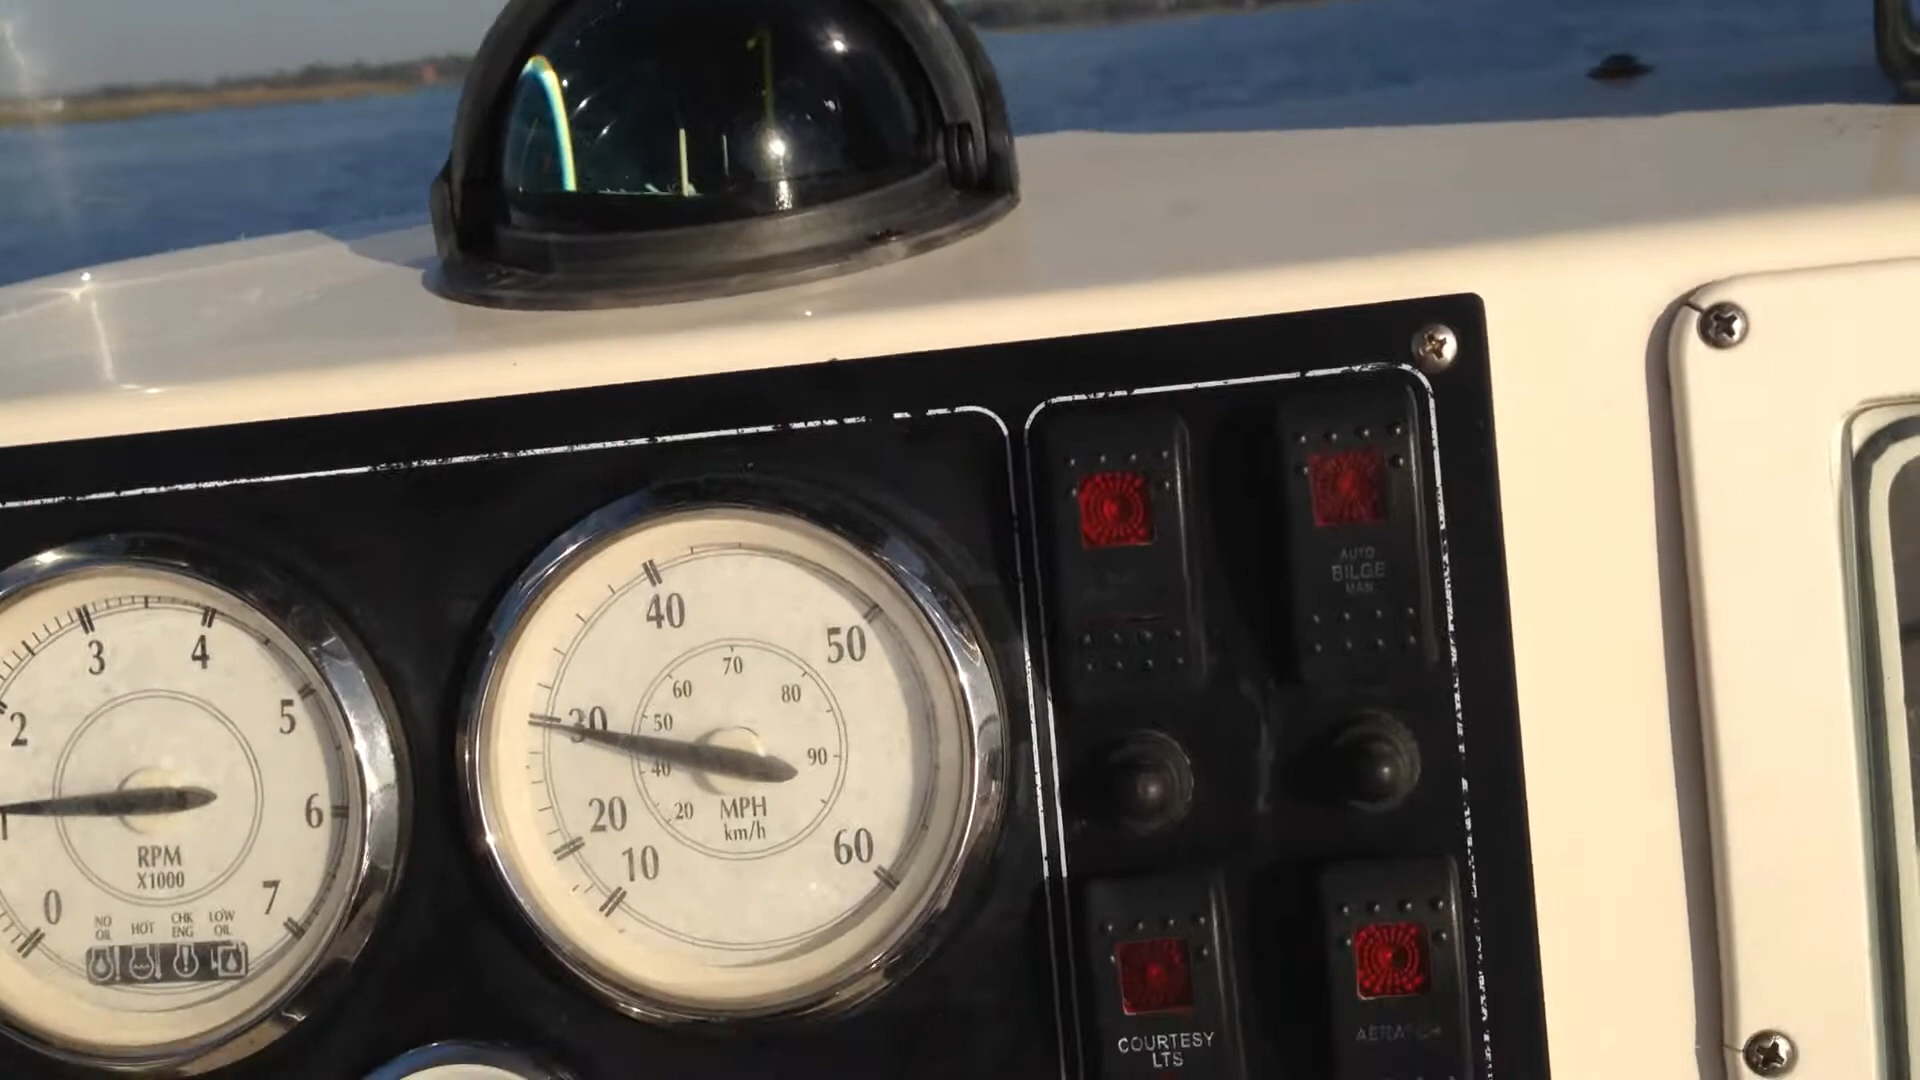 0
1
2
3
4
5
6
7
RPM
X1000
NO
OIL
HOT
CHK
ENG
LOW
OIL
10
20
30
40
50
60
20
40
50
60
70
80
90
MPH
km/h
AUTO
BILGE
MAN
COURTESY
LTS
AERATOR